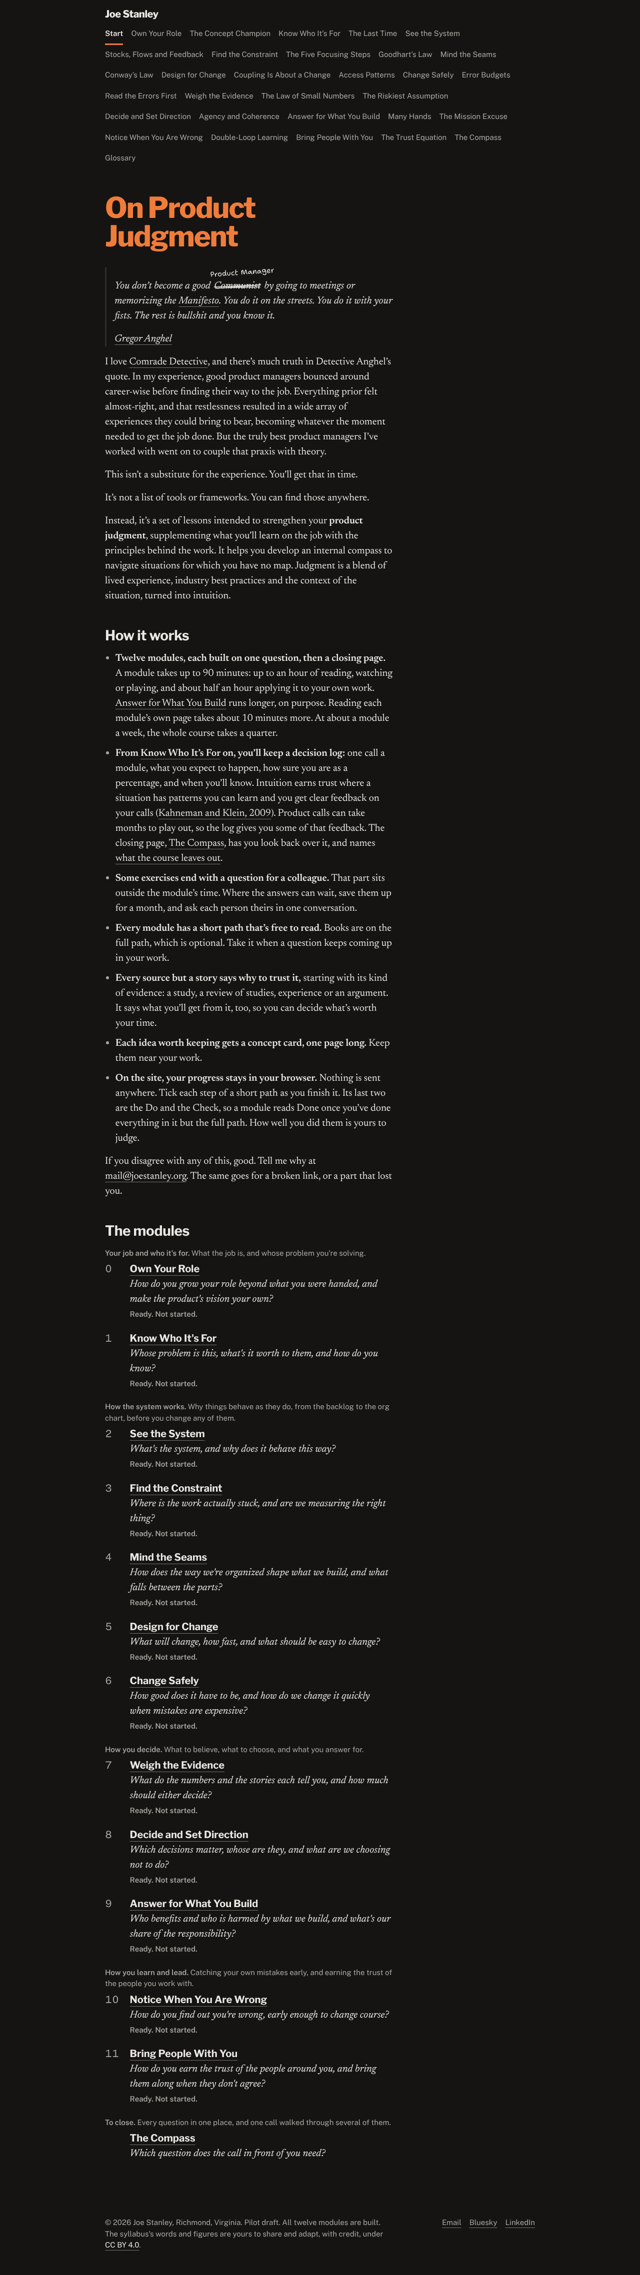 Joe Stanley
Start Own Your Role The Concept Champion Know Who It's For The Last Time See the System
Stocks, Flows and Feedback Find the Constraint The Five Focusing Steps Goodhart's Law Mind the Seams
Conway's Law Design for Change Coupling Is About a Change Access Patterns Change Safely Error Budgets
Read the Errors First Weigh the Evidence The Law of Small Numbers The Riskiest Assumption
Decide and Set Direction Agency and Coherence Answer for What You Build Many Hands The Mission Excuse
Notice When You Are Wrong Double-Loop Learning Bring People With You The Trust Equation The Compass
Glossary
On Product
Judgment
Product Manager
You don't become a good Communist by going to meetings or
memorizing the Manifesto. You do it on the streets. You do it with your
fists. The rest is bullshit and you know it.
Gregor Anghel
I love Comrade Detective, and there's much truth in Detective Anghel's
quote. In my experience, good product managers bounced around
career-wise before finding their way to the job. Everything prior felt
almost-right, and that restlessness resulted in a wide array of
experiences they could bring to bear, becoming whatever the moment
needed to get the job done. But the truly best product managers I've
worked with went on to couple that praxis with theory.
This isn't a substitute for the experience. You'll get that in time.
It's not a list of tools or frameworks. You can find those anywhere.
Instead, it's a set of lessons intended to strengthen your product
judgment, supplementing what you'll learn on the job with the
principles behind the work. It helps you develop an internal compass to
navigate situations for which you have no map. Judgment is a blend of
lived experience, industry best practices and the context of the
situation, turned into intuition.
How it works
• Twelve modules, each built on one question, then a closing page.
A module takes up to 90 minutes: up to an hour of reading, watching
or playing, and about half an hour applying it to your own work.
Answer for What You Build runs longer, on purpose. Reading each
module's own page takes about 10 minutes more. At about a module
a week, the whole course takes a quarter.
• From Know Who It's For on, you'll keep a decision log: one call a
module, what you expect to happen, how sure you are as a
percentage, and when you'll know. Intuition earns trust where a
situation has patterns you can learn and you get clear feedback on
your calls (Kahneman and Klein, 2009). Product calls can take
months to play out, so the log gives you some of that feedback. The
closing page, The Compass, has you look back over it, and names
what the course leaves out.
• Some exercises end with a question for a colleague. That part sits
outside the module's time. Where the answers can wait, save them up
for a month, and ask each person theirs in one conversation.
• Every module has a short path that's free to read. Books are on the
full path, which is optional. Take it when a question keeps coming up
in your work.
• Every source but a story says why to trust it, starting with its kind
of evidence: a study, a review of studies, experience or an argument.
It says what you'll get from it, too, so you can decide what's worth
your time.
• Each idea worth keeping gets a concept card, one page long. Keep
them near your work.
• On the site, your progress stays in your browser. Nothing is sent
anywhere. Tick each step of a short path as you finish it. Its last two
are the Do and the Check, so a module reads Done once you've done
everything in it but the full path. How well you did them is yours to
judge.
If you disagree with any of this, good. Tell me why at
mail@joestanley.org. The same goes for a broken link, or a part that lost
you.
The modules
Your job and who it's for. What the job is, and whose problem you're solving.
0 Own Your Role
How do you grow your role beyond what you were handed, and
make the product's vision your own?
Ready. Not started.
1 Know Who It's For
Whose problem is this, what's it worth to them, and how do you
know?
Ready. Not started.
How the system works. Why things behave as they do, from the backlog to the org
chart, before you change any of them.
2 See the System
What's the system, and why does it behave this way?
Ready. Not started.
3 Find the Constraint
Where is the work actually stuck, and are we measuring the right
thing?
Ready. Not started.
4 Mind the Seams
How does the way we're organized shape what we build, and what
falls between the parts?
Ready. Not started.
5 Design for Change
What will change, how fast, and what should be easy to change?
Ready. Not started.
6 Change Safely
How good does it have to be, and how do we change it quickly
when mistakes are expensive?
Ready. Not started.
How you decide. What to believe, what to choose, and what you answer for.
7 Weigh the Evidence
What do the numbers and the stories each tell you, and how much
should either decide?
Ready. Not started.
8 Decide and Set Direction
Which decisions matter, whose are they, and what are we choosing
not to do?
Ready. Not started.
9 Answer for What You Build
Who benefits and who is harmed by what we build, and what's our
share of the responsibility?
Ready. Not started.
How you learn and lead. Catching your own mistakes early, and earning the trust of
the people you work with.
10 Notice When You Are Wrong
How do you find out you're wrong, early enough to change course?
Ready. Not started.
11 Bring People With You
How do you earn the trust of the people around you, and bring
them along when they don't agree?
Ready. Not started.
To close. Every question in one place, and one call walked through several of them.
The Compass
Which question does the call in front of you need?
© 2026 Joe Stanley, Richmond, Virginia. Pilot draft. All twelve modules are built.
The syllabus's words and figures are yours to share and adapt, with credit, under
CC BY 4.0.
Email Bluesky LinkedIn